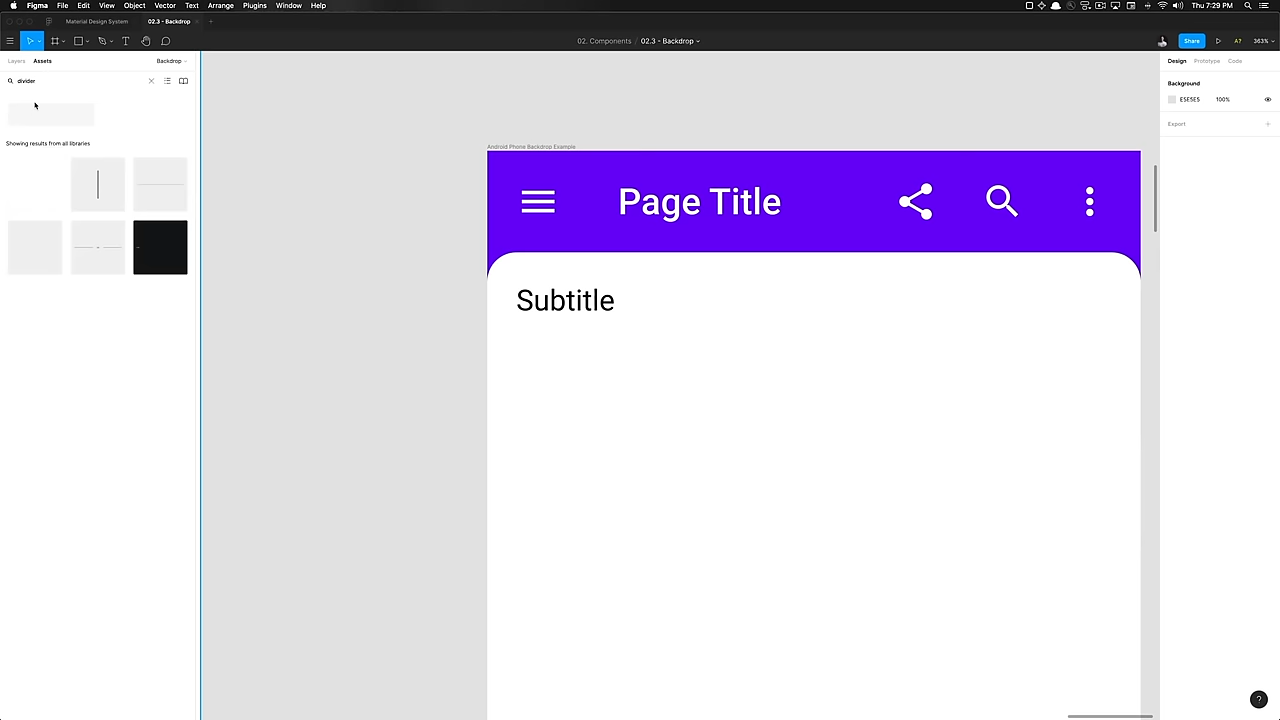 Figma File Edit View Object Vector Text Arrange Plugins Window Help Thu 7:29 PM
Material Design System 02.3 - Backdrop
02. Components / 02.3 - Backdrop Share A? 363%
Layers Assets Backdrop
Design Prototype Code
divider
Background
E5E5E5 100%
Export
Showing results from all libraries
Android Phone Backdrop Example
Page Title
Subtitle
?